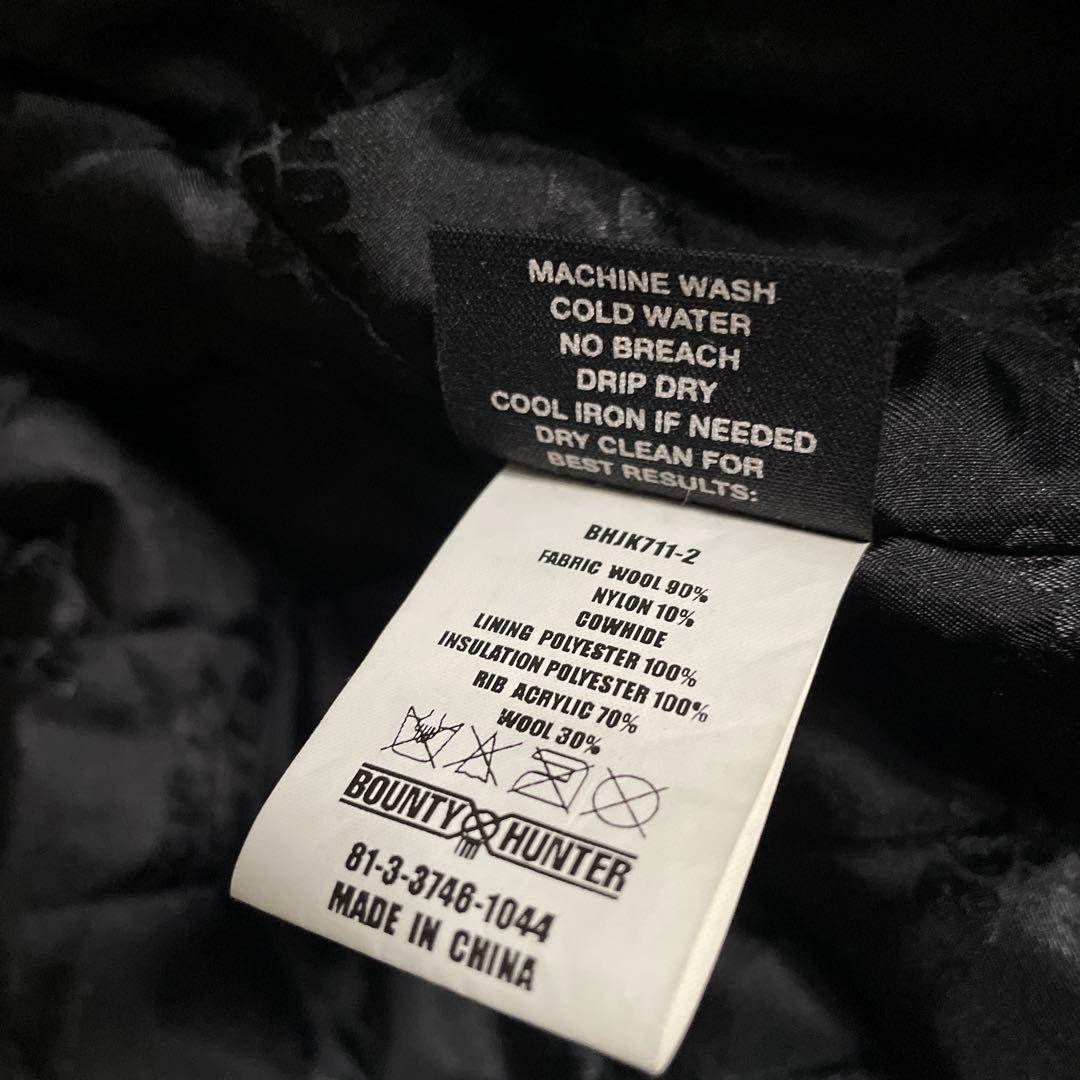 MACHINE WASH
COLD WATER
NO BREACH
DRIP DRY
COOL IRON IF NEEDED
DRY CLEAN FOR
BEST RESULTS:
BHJK711-2
FABRIC WOOL 90%
NYLON 10%
COWHIDE
LINING POLYESTER 100%
INSULATION POLYESTER 100%
RIB ACRYLIC 70%
WOOL 30%
BOUNTY HUNTER
81-3-3746-1044
MADE IN CHINA